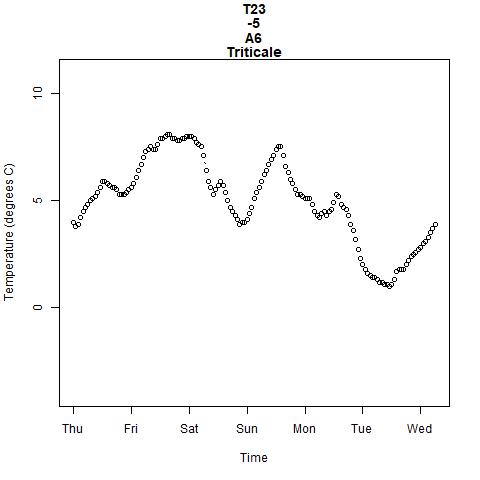 T23
-5
A6
Triticale
Temperature (degrees C)
10
5
0
Thu Fri Sat Sun Mon Tue Wed
Time